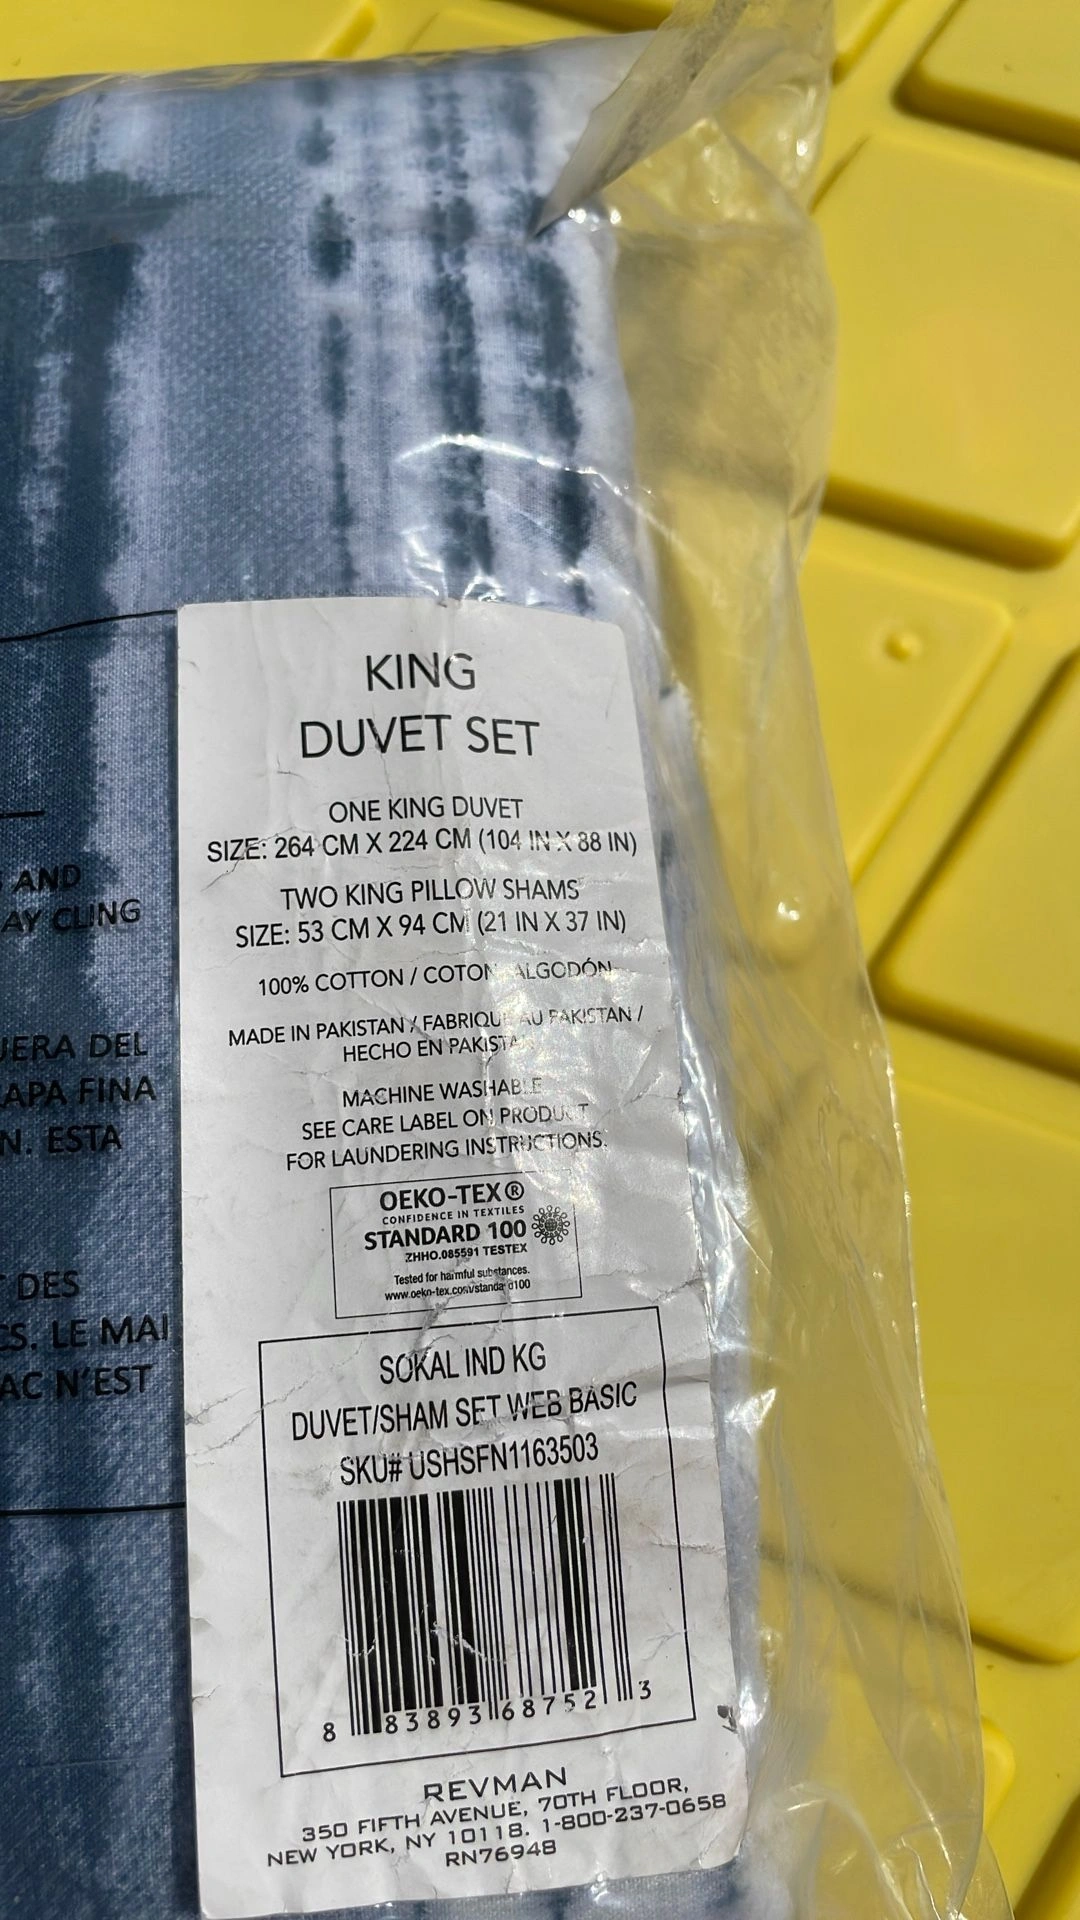 KING
DUVET SET
ONE KING DUVET
SIZE: 264 CM X 224 CM (104 IN X 88 IN)
TWO KING PILLOW SHAMS
SIZE: 53 CM X 94 CM (21 IN X 37 IN)
100% COTTON / COTON ALGODÓN
MADE IN PAKISTAN / FABRIQUÉ AU PAKISTAN /
HECHO EN PAKISTAN
MACHINE WASHABLE
SEE CARE LABEL ON PRODUCT
FOR LAUNDERING INSTRUCTIONS.
OEKO-TEX®
CONFIDENCE IN TEXTILES
STANDARD 100
ZHHO.085591 TESTEX
Tested for harmful substances.
www.oeko-tex.com/standard100
SOKAL IND KG
DUVET/SHAM SET WEB BASIC
SKU# USHSFN1163503
8 83893 68752 3
REVMAN
350 FIFTH AVENUE, 70TH FLOOR,
NEW YORK, NY 10118. 1-800-237-0658
RN76948
AND
AY CLING
UERA DEL
APA FINA
N. ESTA
DES
CS. LE MAI
AC N'EST